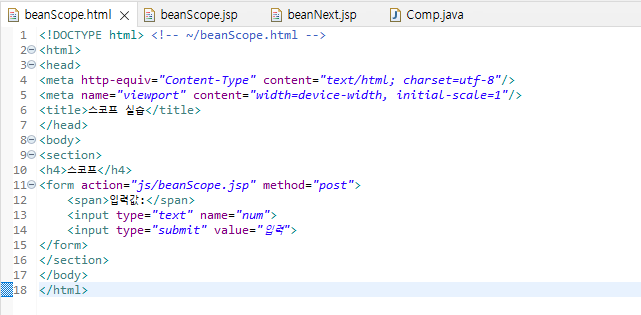 beanScope.html beanScope.jsp beanNext.jsp Comp.java
1 <!DOCTYPE html> <!-- ~/beanScope.html -->
2 <html>
3 <head>
4 <meta http-equiv="Content-Type" content="text/html; charset=utf-8"/>
5 <meta name="viewport" content="width=device-width, initial-scale=1"/>
6 <title>스코프 실습</title>
7 </head>
8 <body>
9 <section>
10 <h4>스코프</h4>
11 <form action="js/beanScope.jsp" method="post">
12 <span>입력값:</span>
13 <input type="text" name="num">
14 <input type="submit" value="입력">
15 </form>
16 </section>
17 </body>
18 </html>